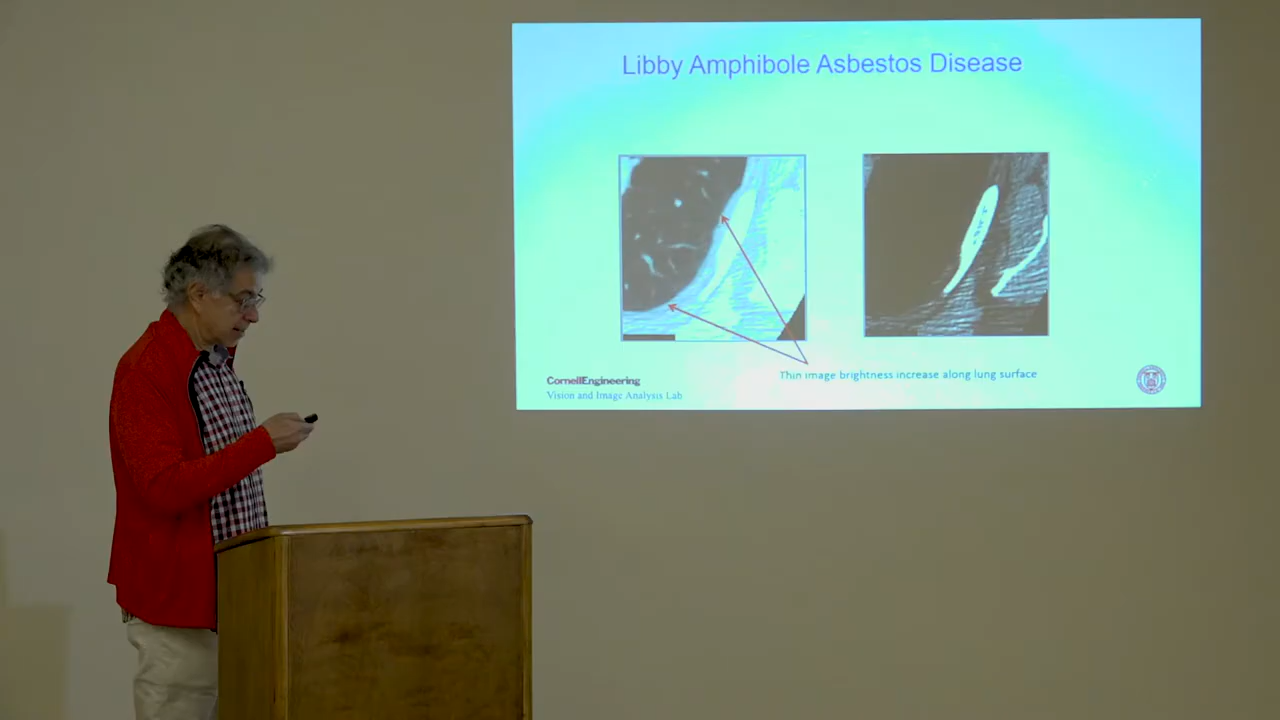 Libby Amphibole Asbestos Disease
Thin image brightness increase along lung surface
CornellEngineering
Vision and Image Analysis Lab